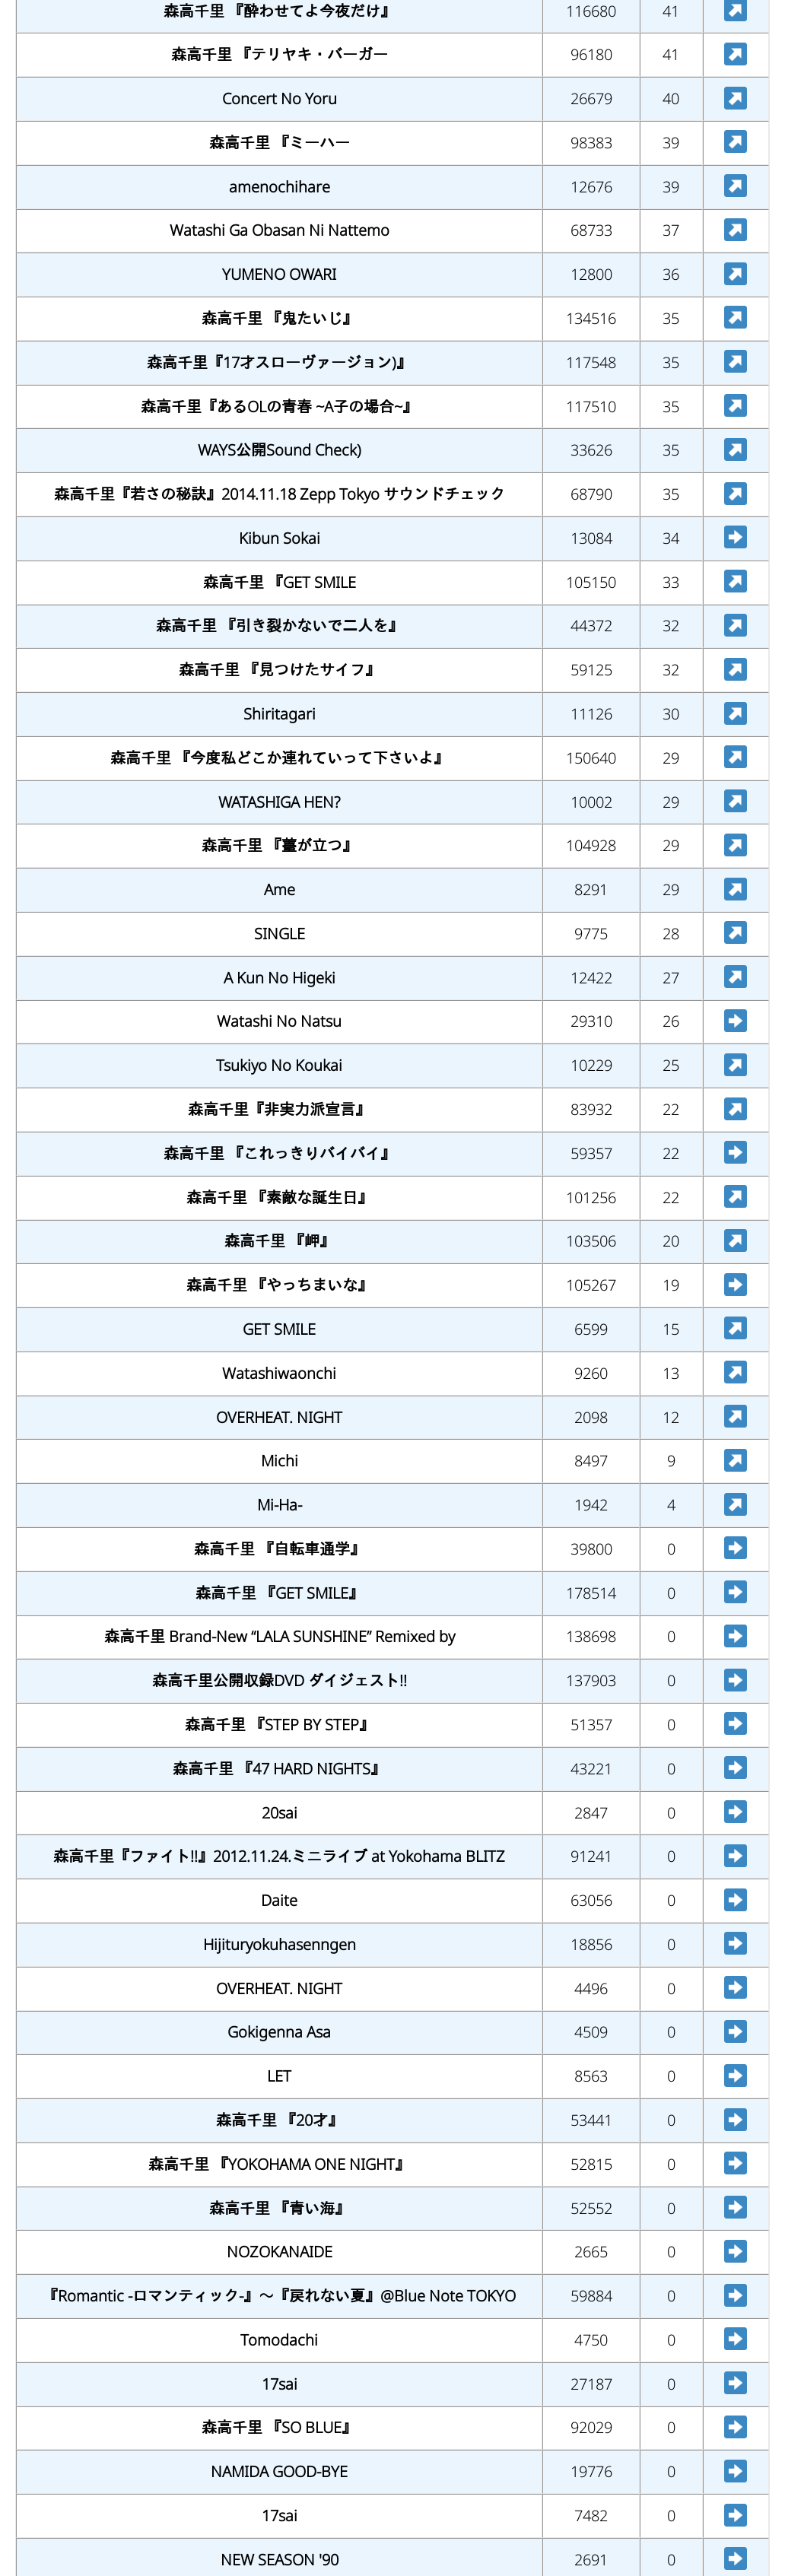 森高千里 『酔わせてよ今夜だけ』 116680 41
森高千里 『テリヤキ・バーガー 96180 41
Concert No Yoru 26679 40
森高千里 『ミーハー 98383 39
amenochihare 12676 39
Watashi Ga Obasan Ni Nattemo 68733 37
YUMENO OWARI 12800 36
森高千里 『鬼たいじ』 134516 35
森高千里『17才スローヴァージョン)』 117548 35
森高千里『あるOLの青春 ~A子の場合~』 117510 35
WAYS公開Sound Check) 33626 35
森高千里『若さの秘訣』2014.11.18 Zepp Tokyo サウンドチェック 68790 35
Kibun Sokai 13084 34
森高千里 『GET SMILE 105150 33
森高千里 『引き裂かないで二人を』 44372 32
森高千里 『見つけたサイフ』 59125 32
Shiritagari 11126 30
森高千里 『今度私どこか連れていって下さいよ』 150640 29
WATASHIGA HEN? 10002 29
森高千里 『薹が立つ』 104928 29
Ame 8291 29
SINGLE 9775 28
A Kun No Higeki 12422 27
Watashi No Natsu 29310 26
Tsukiyo No Koukai 10229 25
森高千里『非実力派宣言』 83932 22
森高千里 『これっきりバイバイ』 59357 22
森高千里 『素敵な誕生日』 101256 22
森高千里 『岬』 103506 20
森高千里 『やっちまいな』 105267 19
GET SMILE 6599 15
Watashiwaonchi 9260 13
OVERHEAT. NIGHT 2098 12
Michi 8497 9
Mi-Ha- 1942 4
森高千里 『自転車通学』 39800 0
森高千里 『GET SMILE』 178514 0
森高千里 Brand-New “LALA SUNSHINE” Remixed by 138698 0
森高千里公開収録DVD ダイジェスト!! 137903 0
森高千里 『STEP BY STEP』 51357 0
森高千里 『47 HARD NIGHTS』 43221 0
20sai 2847 0
森高千里『ファイト!!』2012.11.24.ミニライブ at Yokohama BLITZ 91241 0
Daite 63056 0
Hijituryokuhasenngen 18856 0
OVERHEAT. NIGHT 4496 0
Gokigenna Asa 4509 0
LET 8563 0
森高千里 『20才』 53441 0
森高千里 『YOKOHAMA ONE NIGHT』 52815 0
森高千里 『青い海』 52552 0
NOZOKANAIDE 2665 0
『Romantic -ロマンティック-』～『戻れない夏』@Blue Note TOKYO 59884 0
Tomodachi 4750 0
17sai 27187 0
森高千里 『SO BLUE』 92029 0
NAMIDA GOOD-BYE 19776 0
17sai 7482 0
NEW SEASON '90 2691 0